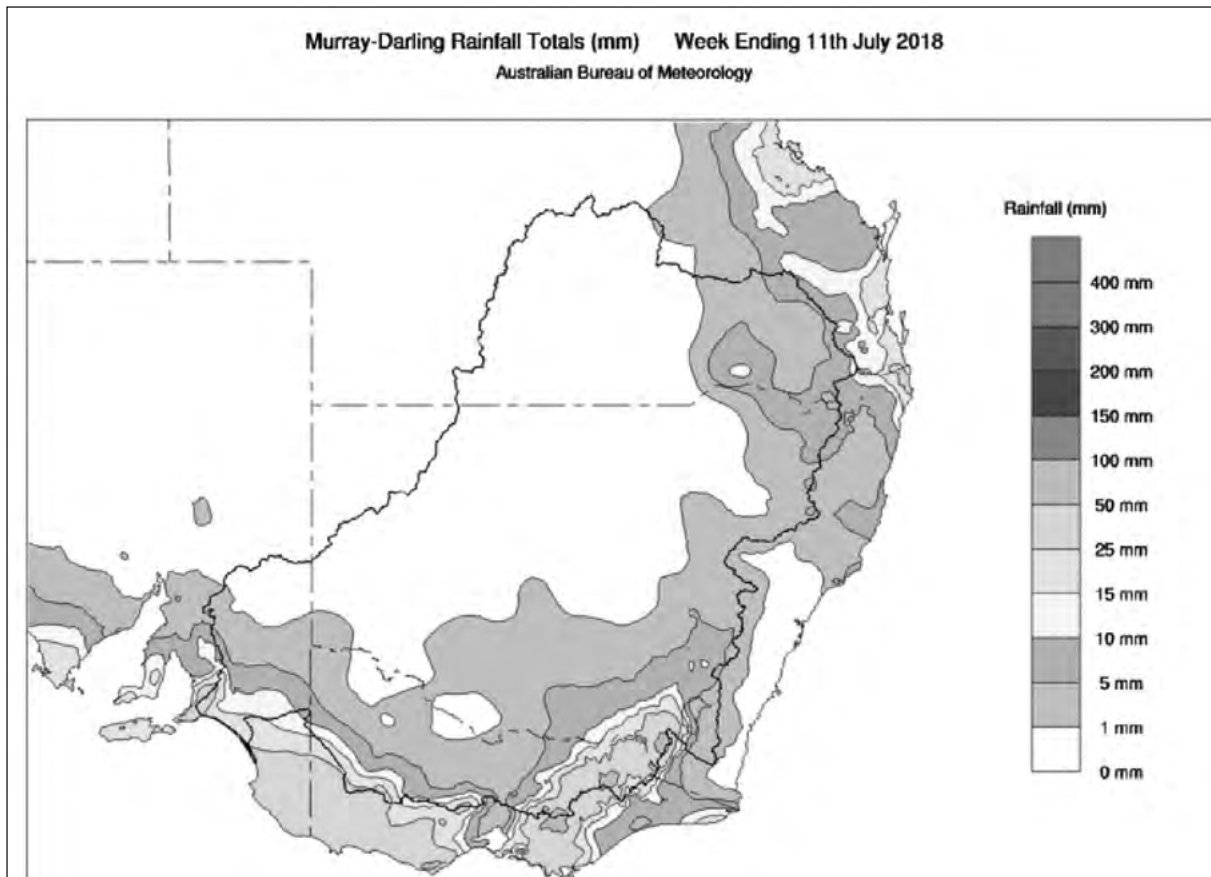 Murray-Darling Rainfall Totals (mm) Week Ending 11th July 2018
Australian Bureau of Meteorology
Rainfall (mm)
400 mm
300 mm
200 mm
150 mm
100 mm
50 mm
25 mm
15 mm
10 mm
5 mm
1 mm
0 mm